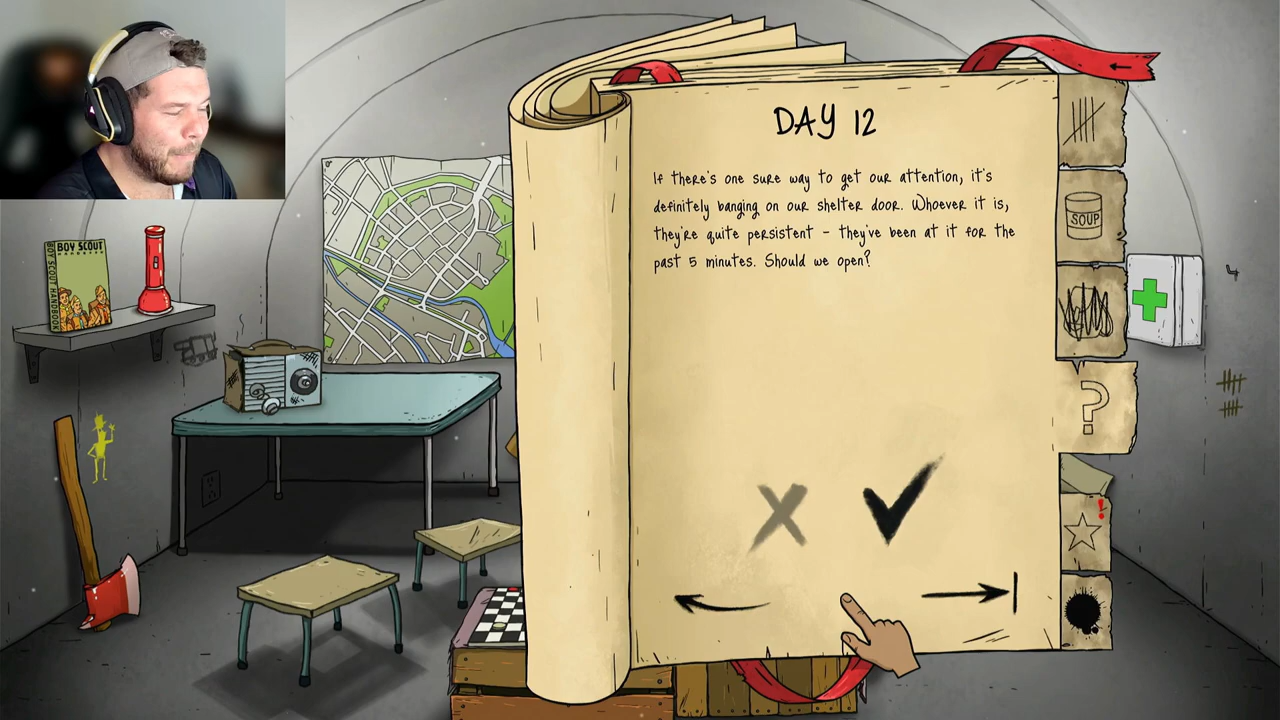 DAY 12
If there's one sure way to get our attention, it's
definitely banging on our shelter door. Whoever it is,
they're quite persistent – they've been at it for the
past 5 minutes. Should we open?
SOUP
!
?
BOY SCOUT
HANDBOOK
BOY SCOUT HANDBOOK